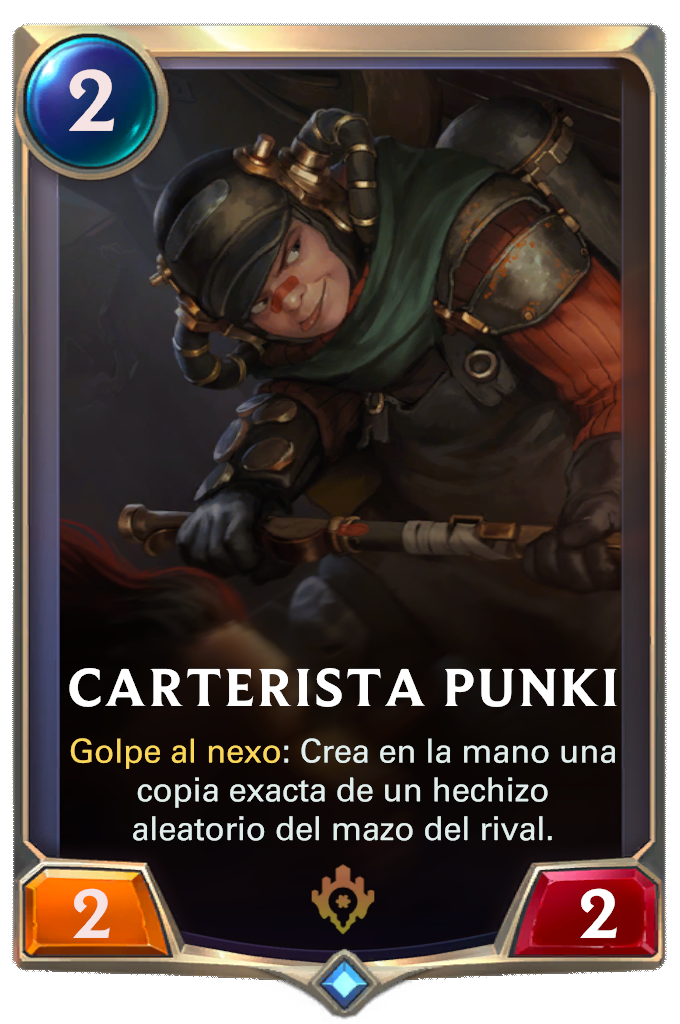 2
CARTERISTA PUNKI
Golpe al nexo: Crea en la mano una
copia exacta de un hechizo
aleatorio del mazo del rival.
2
2